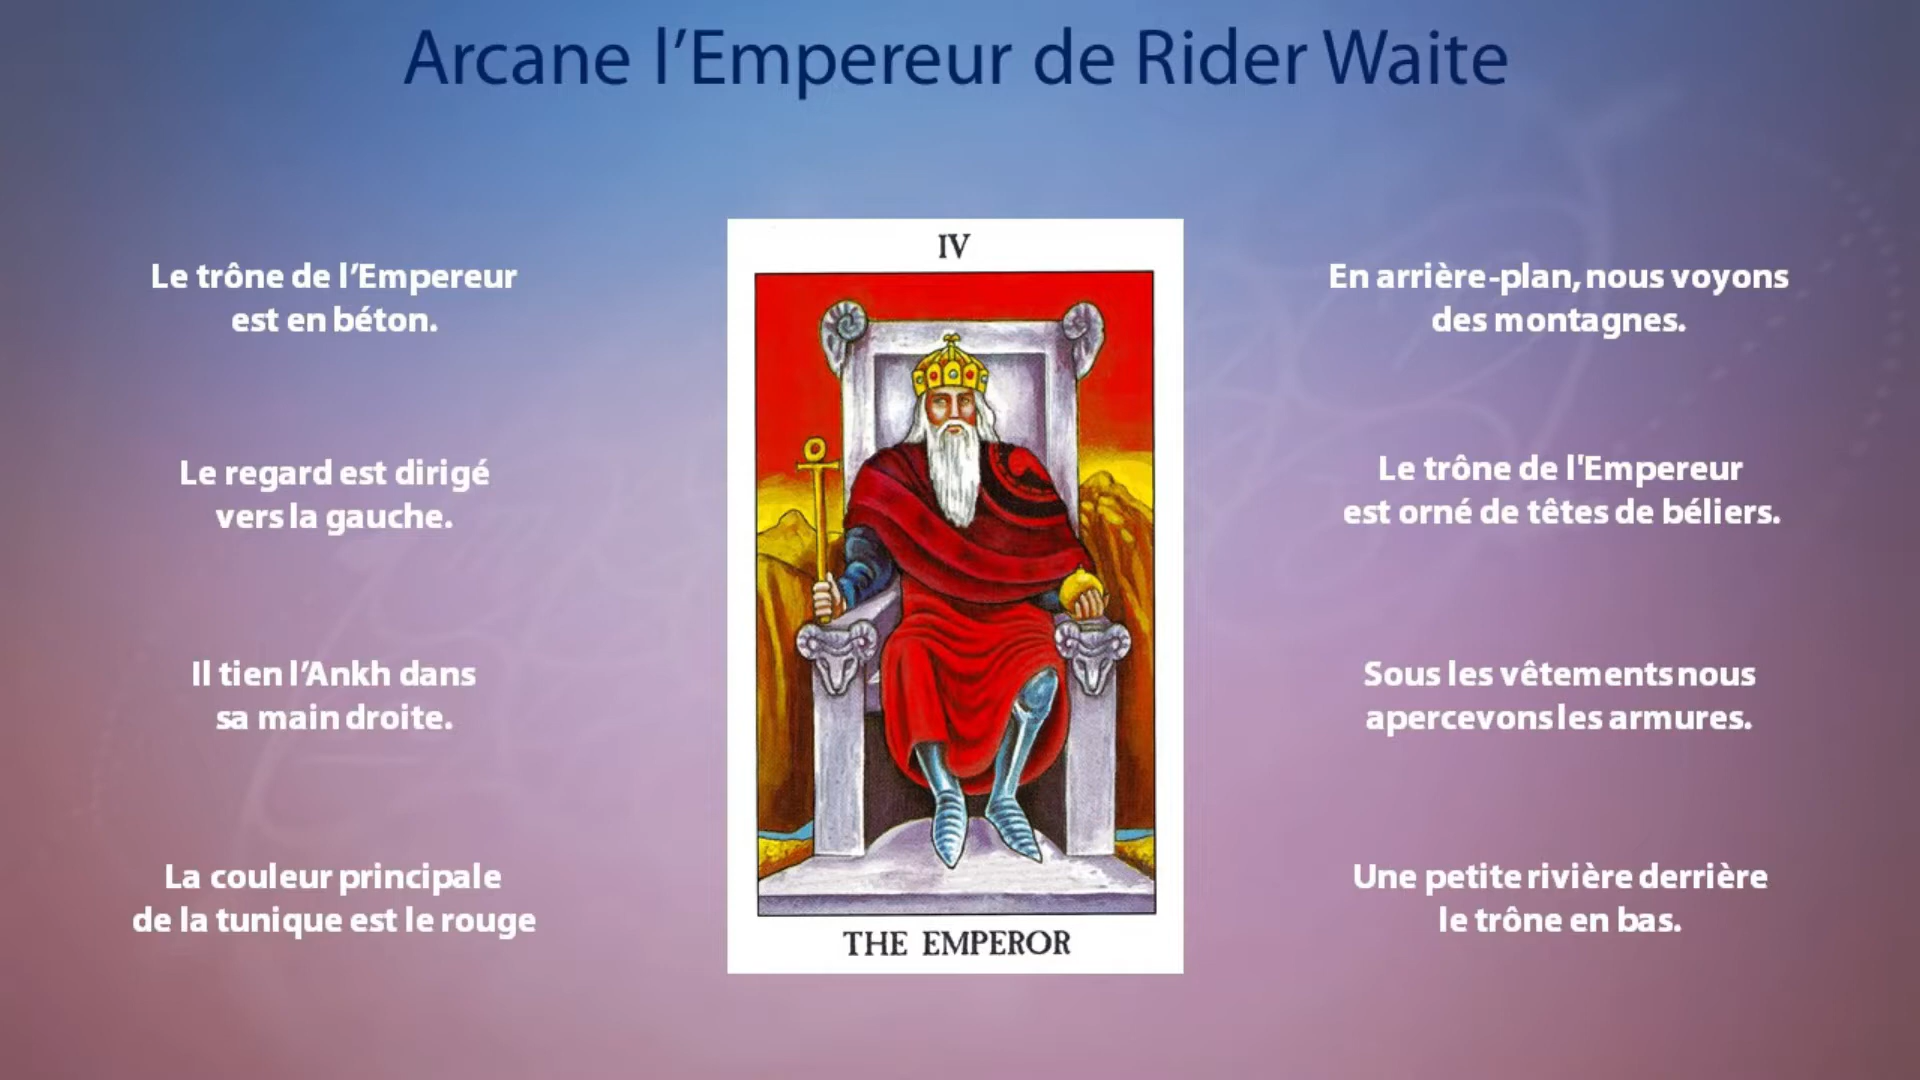 Arcane l’Empereur de Rider Waite
Le trône de l’Empereur
est en béton.
Le regard est dirigé
vers la gauche.
Il tien l’Ankh dans
sa main droite.
La couleur principale
de la tunique est le rouge
IV
THE EMPEROR
En arrière-plan, nous voyons
des montagnes.
Le trône de l'Empereur
est orné de têtes de béliers.
Sous les vêtements nous
apercevons les armures.
Une petite rivière derrière
le trône en bas.